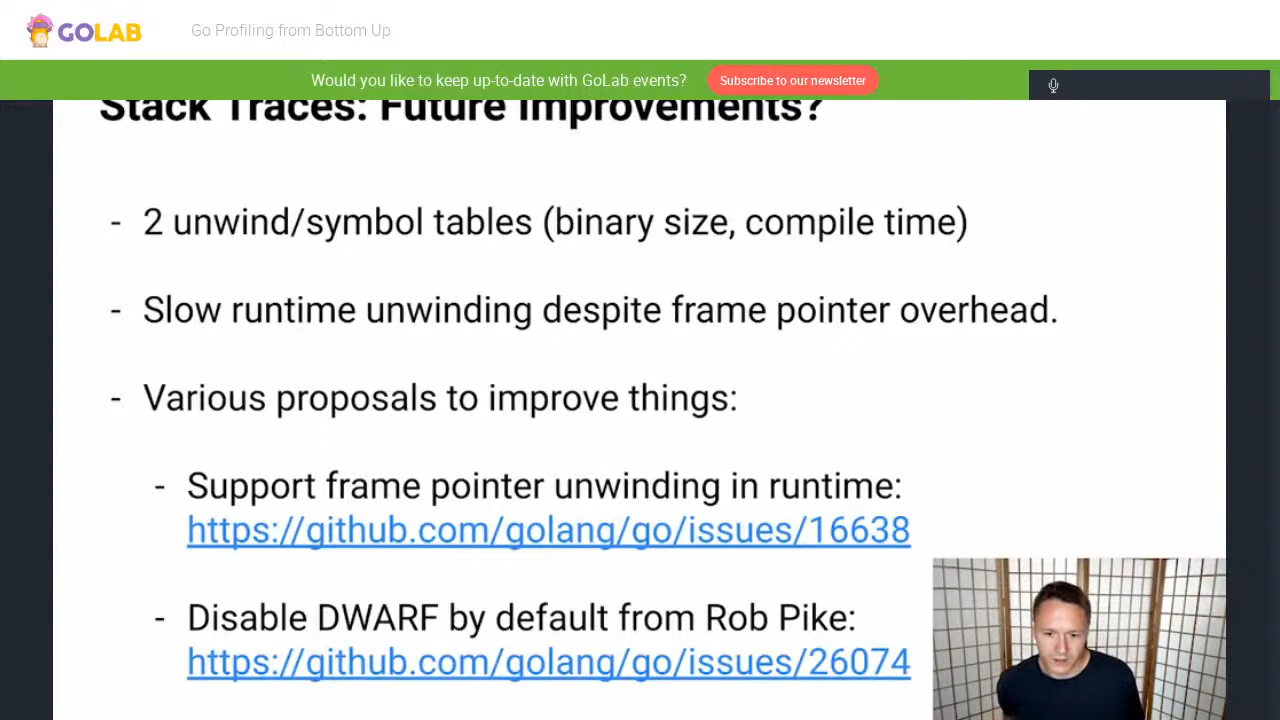 GOLAB
Go Profiling from Bottom Up
Would you like to keep up-to-date with GoLab events?
Subscribe to our newsletter
Stack Traces: Future Improvements?
- 2 unwind/symbol tables (binary size, compile time)
- Slow runtime unwinding despite frame pointer overhead.
- Various proposals to improve things:
- Support frame pointer unwinding in runtime:
https://github.com/golang/go/issues/16638
- Disable DWARF by default from Rob Pike:
https://github.com/golang/go/issues/26074